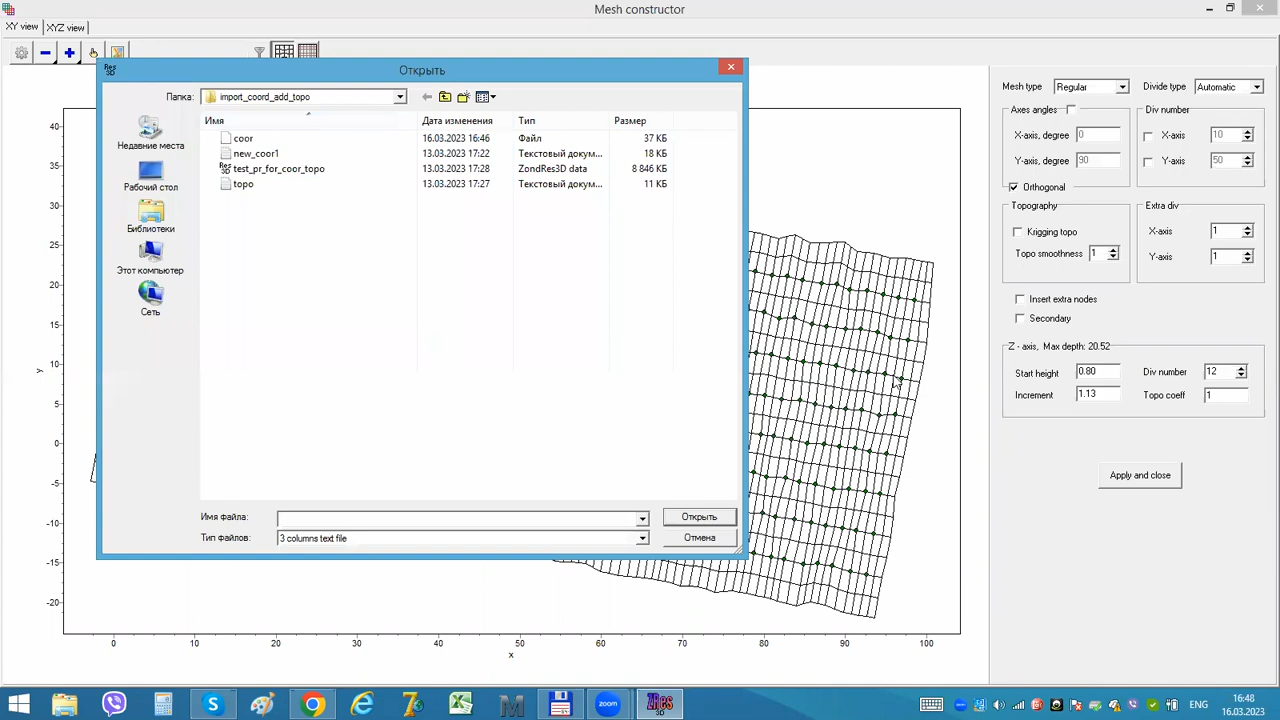 Mesh constructor
XY view XYZ view
Res 3D Открыть
Папка: import_coord_add_topo
Имя Дата изменения Тип Размер
coor 16.03.2023 16:46 Файл 37 КБ
new_coor1 13.03.2023 17:22 Текстовый докум... 18 КБ
test_pr_for_coor_topo 13.03.2023 17:28 ZondRes3D data 8 846 КБ
topo 13.03.2023 17:27 Текстовый докум... 11 КБ
Недавние места
Рабочий стол
Библиотеки
Этот компьютер
Сеть
Имя файла: Открыть
Тип файлов: 3 columns text file Отмена
Mesh type Regular Divide type Automatic
Axes angles Div number
X-axis, degree 0 X-axis 10
Y-axis, degree 90 Y-axis 50
Orthogonal
Topography Extra div
Krigging topo X-axis 1
Topo smoothness 1 Y-axis 1
Insert extra nodes
Secondary
Z - axis, Max depth: 20.52
Start height 0.80 Div number 12
Increment 1.13 Topo coeff 1
Apply and close
40
35
30
25
20
15
10
5
0
-5
-10
-15
-20
y
0 10 20 30 40 50 60 70 80 90 100
x
zoom ZRes 3D
ENG 16:48
16.03.2023